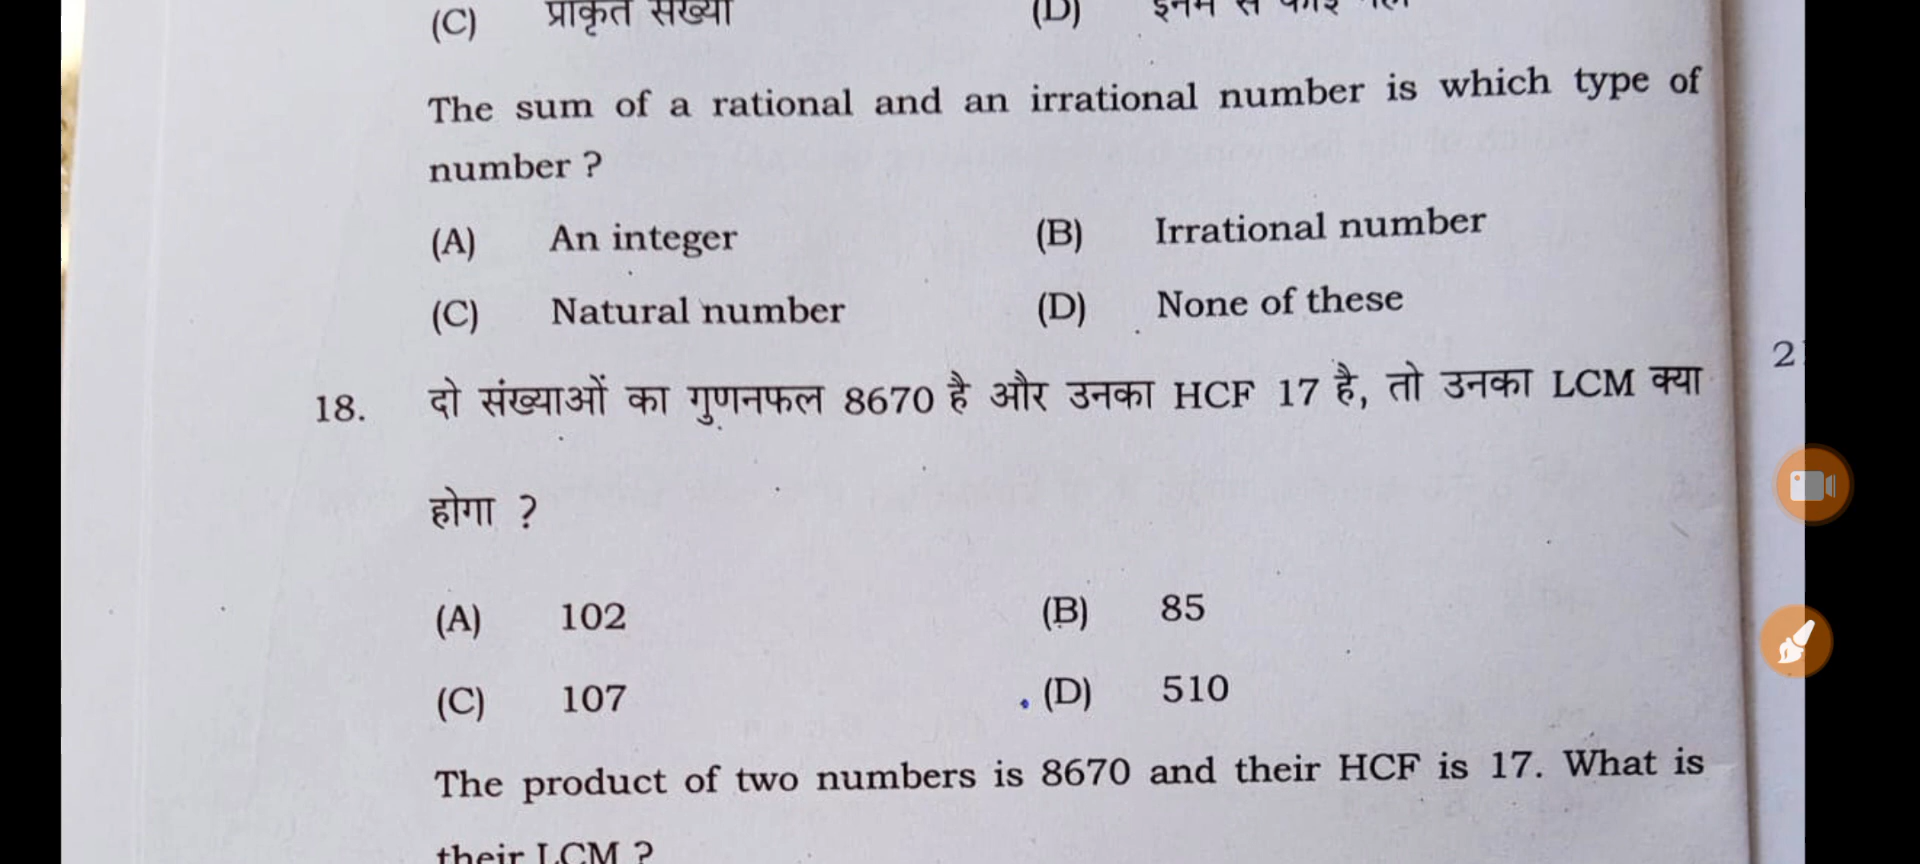 (C) प्राकृत संख्या (D) इनमें से कोई नहीं
The sum of a rational and an irrational number is which type of
number ?
(A) An integer (B) Irrational number
(C) Natural number (D) None of these
18. दो संख्याओं का गुणनफल 8670 है और उनका HCF 17 है, तो उनका LCM क्या
होगा ?
(A) 102 (B) 85
(C) 107 (D) 510
The product of two numbers is 8670 and their HCF is 17. What is
their LCM ?